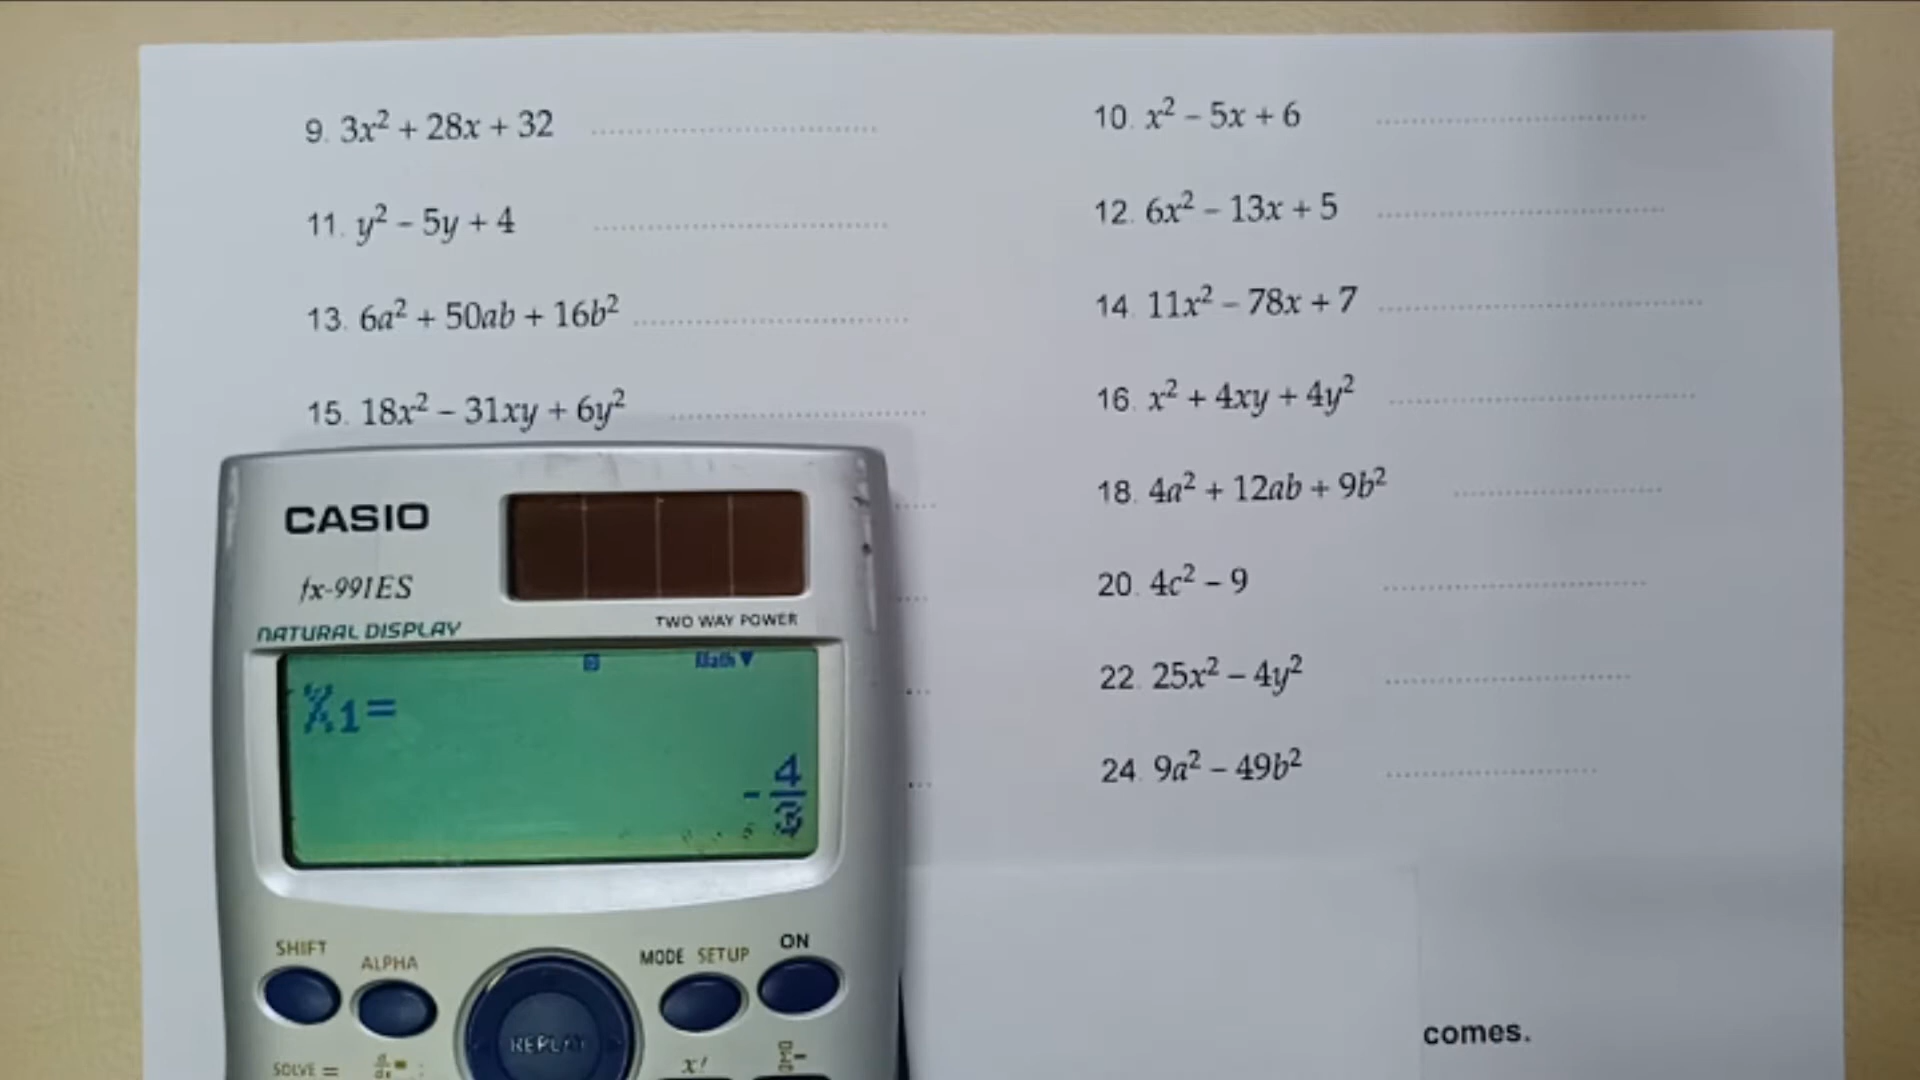 9. 3x² + 28x + 32 ....................
10. x² – 5x + 6 ....................
11. y² – 5y + 4 ....................
12. 6x² – 13x + 5 ....................
13. 6a² + 50ab + 16b² ....................
14. 11x² – 78x + 7 ....................
15. 18x² – 31xy + 6y² ....................
16. x² + 4xy + 4y² ....................
18. 4a² + 12ab + 9b² ....................
20. 4c² – 9 ....................
22. 25x² – 4y² ....................
24. 9a² – 49b² ....................
comes.
CASIO
fx-991ES
NATURAL DISPLAY
TWO WAY POWER
D Math▼
X₁=
-4/3
SHIFT ALPHA MODE SETUP ON
REPLAY
SOLVE = d/dx = : x!